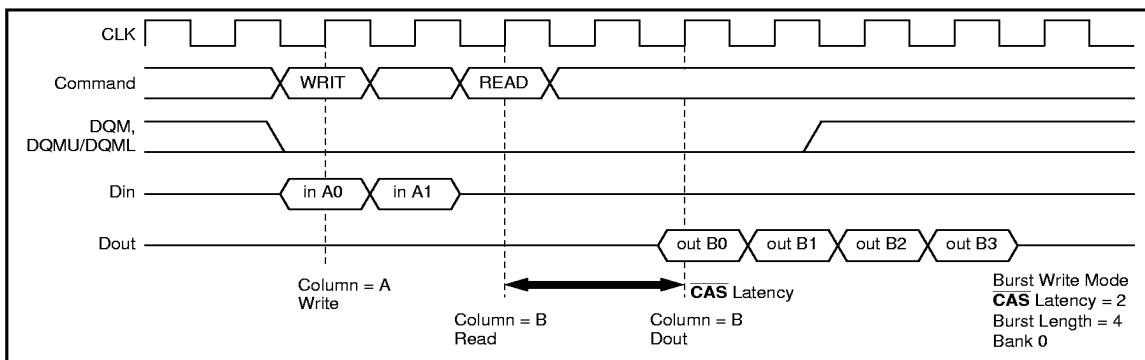 CLK
Command
WRIT
READ
DQM,
DQMU/DQML
Din
in A0
in A1
Dout
out B0
out B1
out B2
out B3
Column = A
Write
CAS Latency
Column = B
Read
Column = B
Dout
Burst Write Mode
CAS Latency = 2
Burst Length = 4
Bank 0